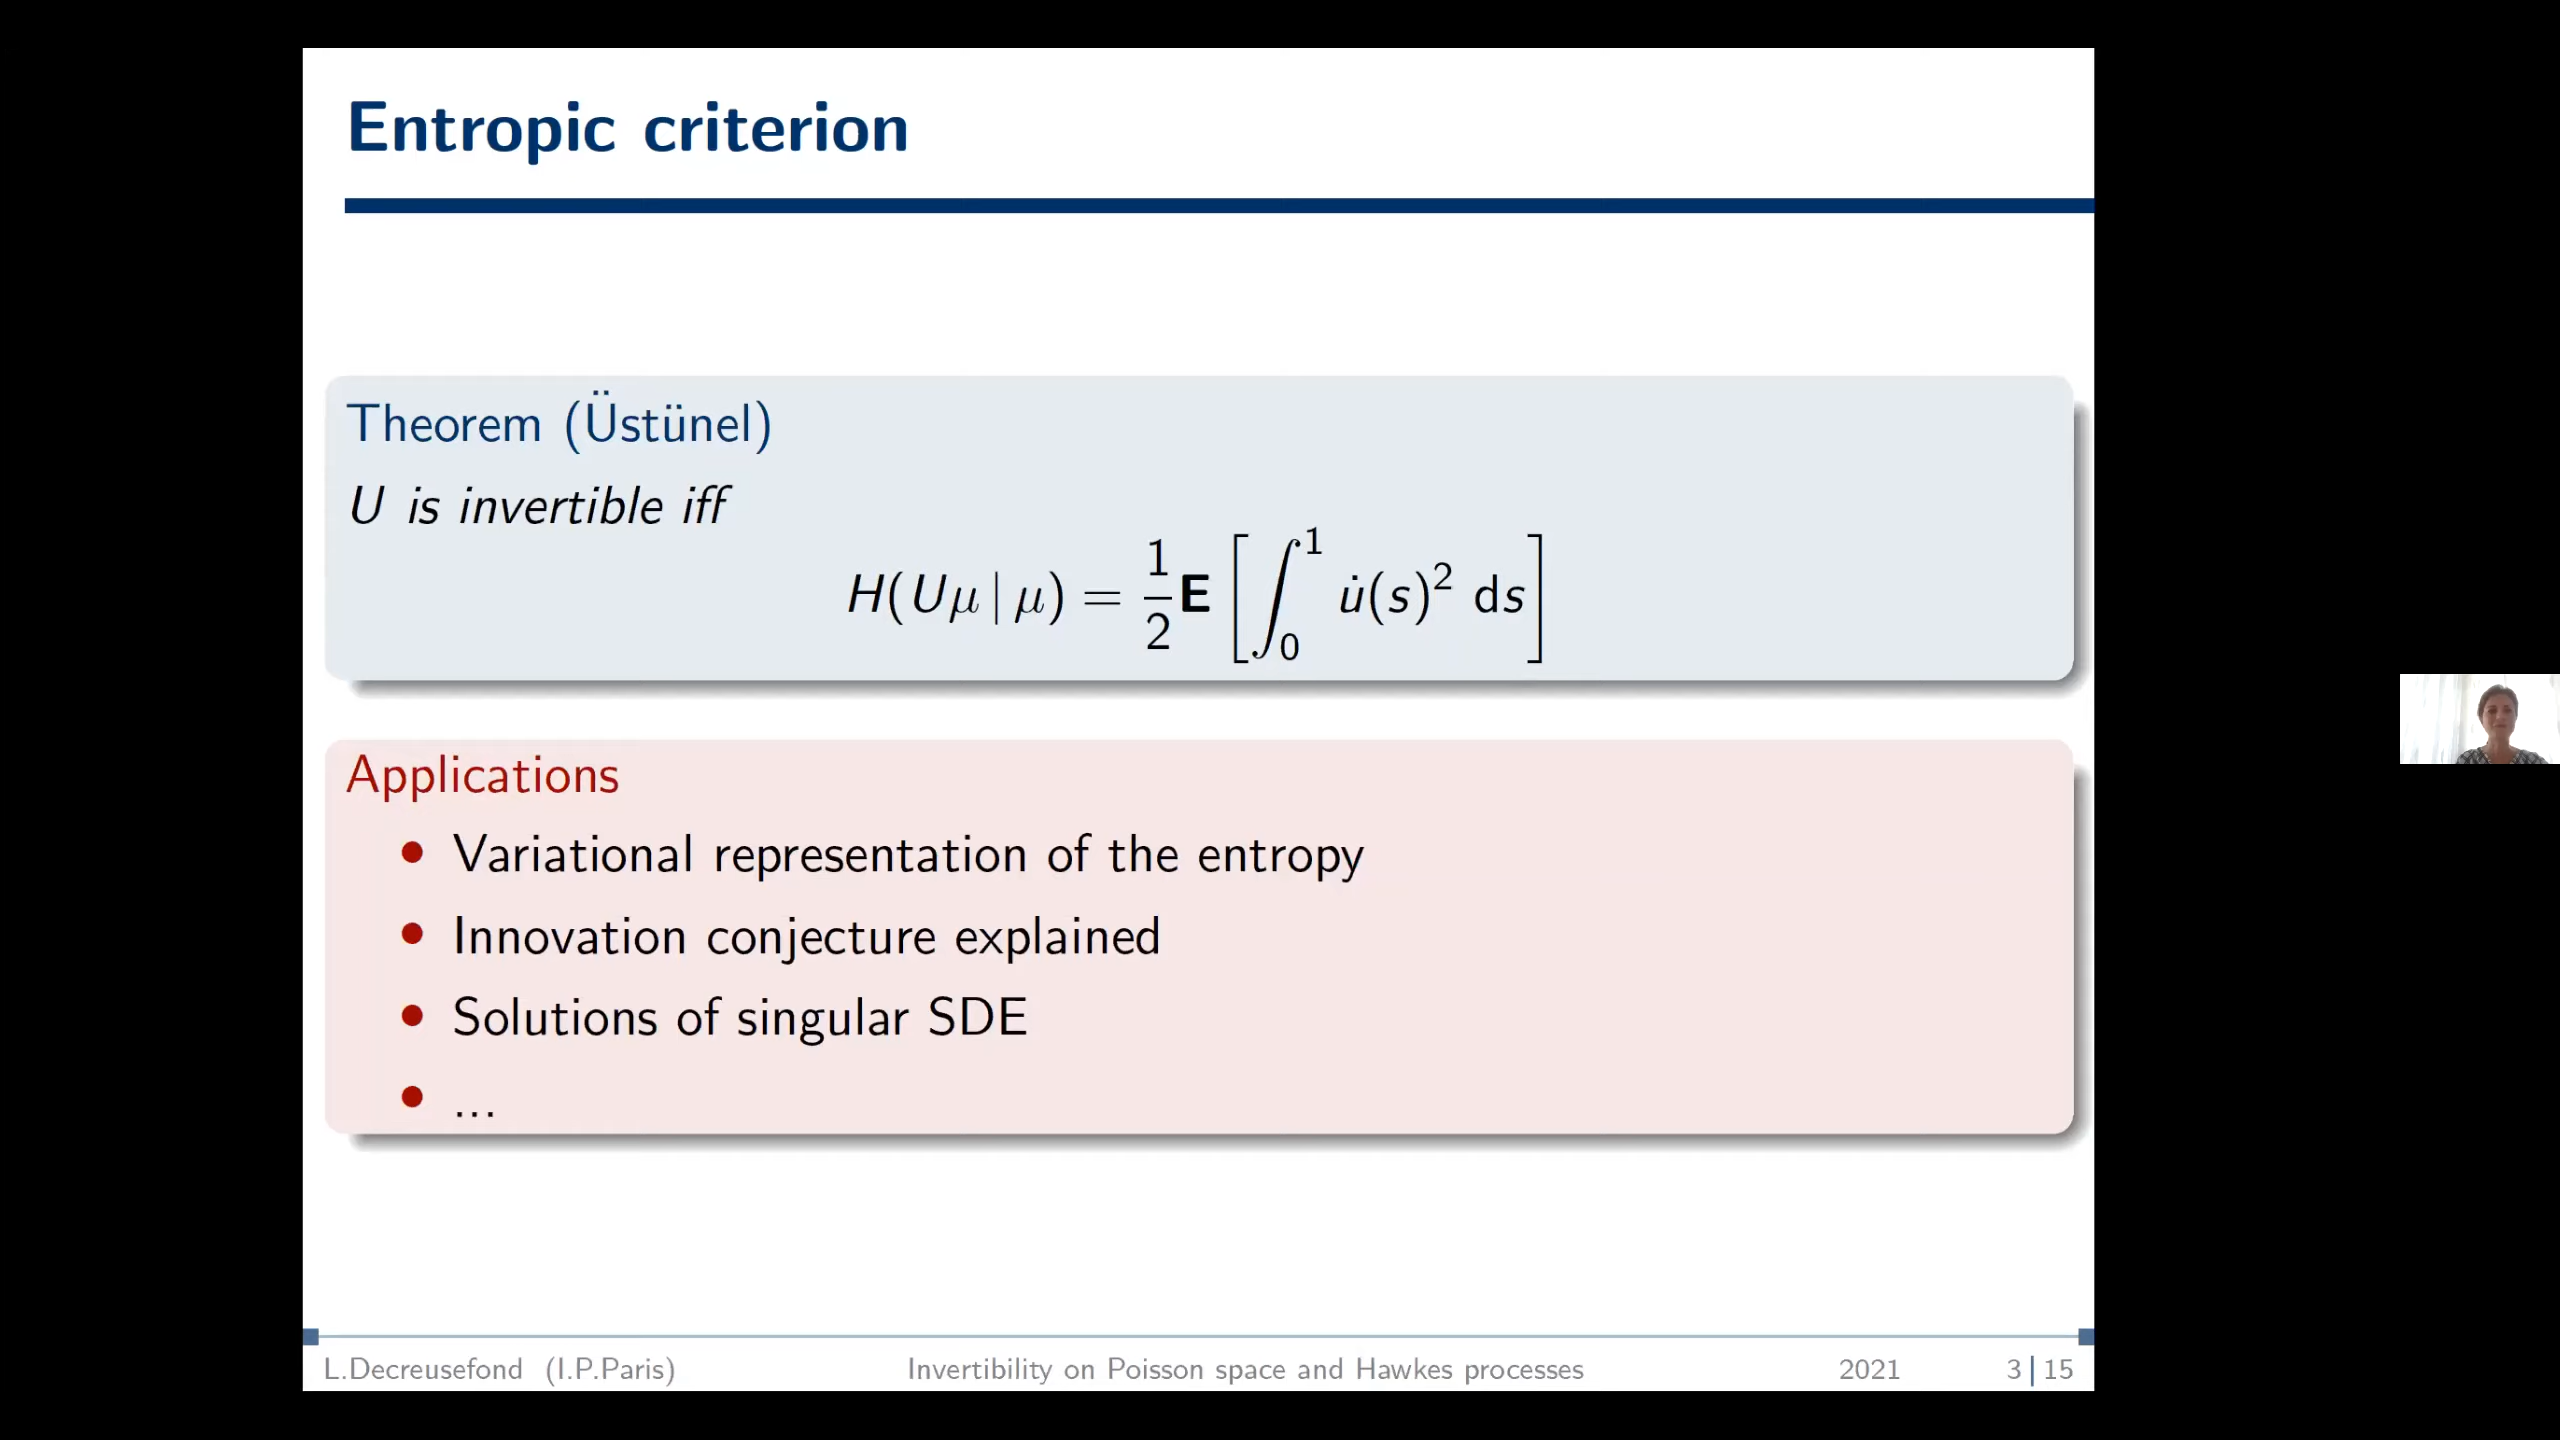 Entropic criterion
Theorem (Üstünel)
U is invertible iff
H(Uμ | μ) = 1/2 E [ ∫₀¹ u̇(s)² ds ]
Applications
• Variational representation of the entropy
• Innovation conjecture explained
• Solutions of singular SDE
• ...
L.Decreusefond (I.P.Paris) Invertibility on Poisson space and Hawkes processes 2021 3 | 15